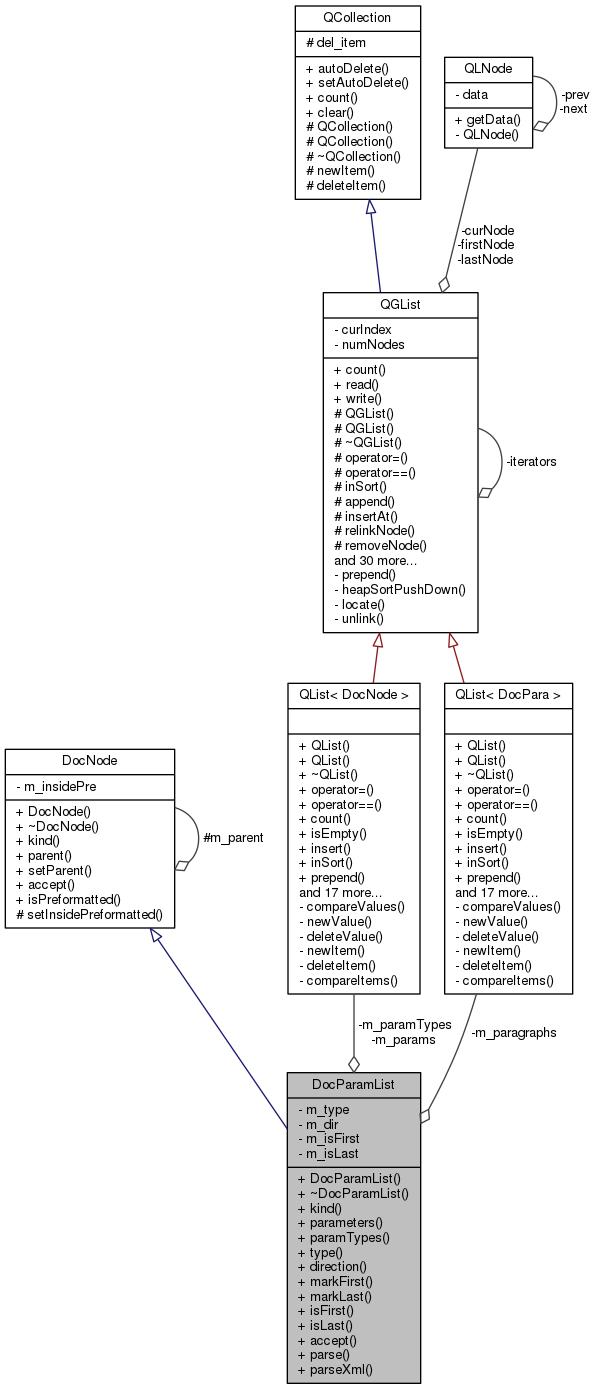 QCollection
# del_item
+ autoDelete()
+ setAutoDelete()
+ count()
+ clear()
# QCollection()
# QCollection()
# ~QCollection()
# newItem()
# deleteItem()
QLNode
- data
+ getData()
- QLNode()
-prev
-next
-curNode
-firstNode
-lastNode
QGList
- curIndex
- numNodes
+ count()
+ read()
+ write()
# QGList()
# QGList()
# ~QGList()
# operator=()
# operator==()
# inSort()
# append()
# insertAt()
# relinkNode()
# removeNode()
and 30 more...
- prepend()
- heapSortPushDown()
- locate()
- unlink()
-iterators
QList< DocNode >
+ QList()
+ QList()
+ ~QList()
+ operator=()
+ operator==()
+ count()
+ isEmpty()
+ insert()
+ inSort()
+ prepend()
and 17 more...
- compareValues()
- newValue()
- deleteValue()
- newItem()
- deleteItem()
- compareItems()
QList< DocPara >
+ QList()
+ QList()
+ ~QList()
+ operator=()
+ operator==()
+ count()
+ isEmpty()
+ insert()
+ inSort()
+ prepend()
and 17 more...
- compareValues()
- newValue()
- deleteValue()
- newItem()
- deleteItem()
- compareItems()
DocNode
- m_insidePre
+ DocNode()
+ ~DocNode()
+ kind()
+ parent()
+ setParent()
+ accept()
+ isPreformatted()
# setInsidePreformatted()
#m_parent
-m_paramTypes
-m_params
-m_paragraphs
DocParamList
- m_type
- m_dir
- m_isFirst
- m_isLast
+ DocParamList()
+ ~DocParamList()
+ kind()
+ parameters()
+ paramTypes()
+ type()
+ direction()
+ markFirst()
+ markLast()
+ isFirst()
+ isLast()
+ accept()
+ parse()
+ parseXml()